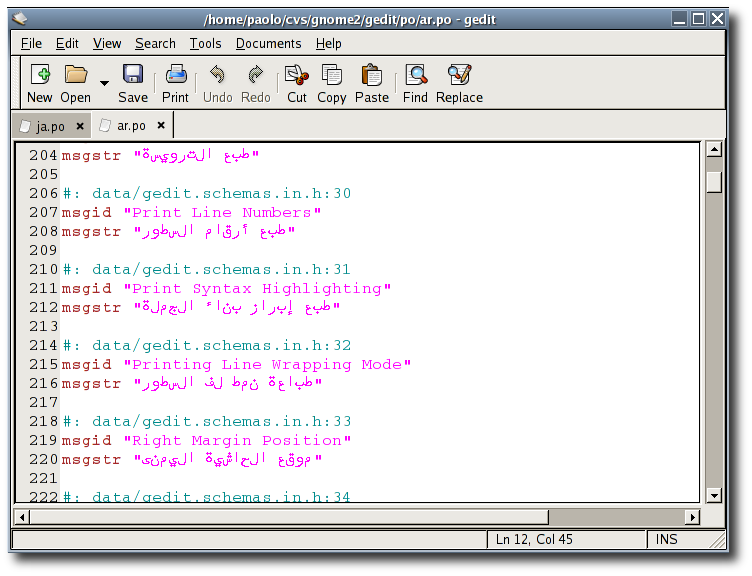 /home/paolo/cvs/gnome2/gedit/po/ar.po - gedit
File Edit View Search Tools Documents Help
New Open Save Print Undo Redo Cut Copy Paste Find Replace
ja.po ar.po
204 msgstr "طبع الترويسة"
205
206 #: data/gedit.schemas.in.h:30
207 msgid "Print Line Numbers"
208 msgstr "طبع أرقام السطور"
209
210 #: data/gedit.schemas.in.h:31
211 msgid "Print Syntax Highlighting"
212 msgstr "طبع إبراز بناء الجملة"
213
214 #: data/gedit.schemas.in.h:32
215 msgid "Printing Line Wrapping Mode"
216 msgstr "طباعة نمط لف السطور"
217
218 #: data/gedit.schemas.in.h:33
219 msgid "Right Margin Position"
220 msgstr "موقع الحاشية اليمنى"
221
222 #: data/gedit.schemas.in.h:34
Ln 12, Col 45 INS